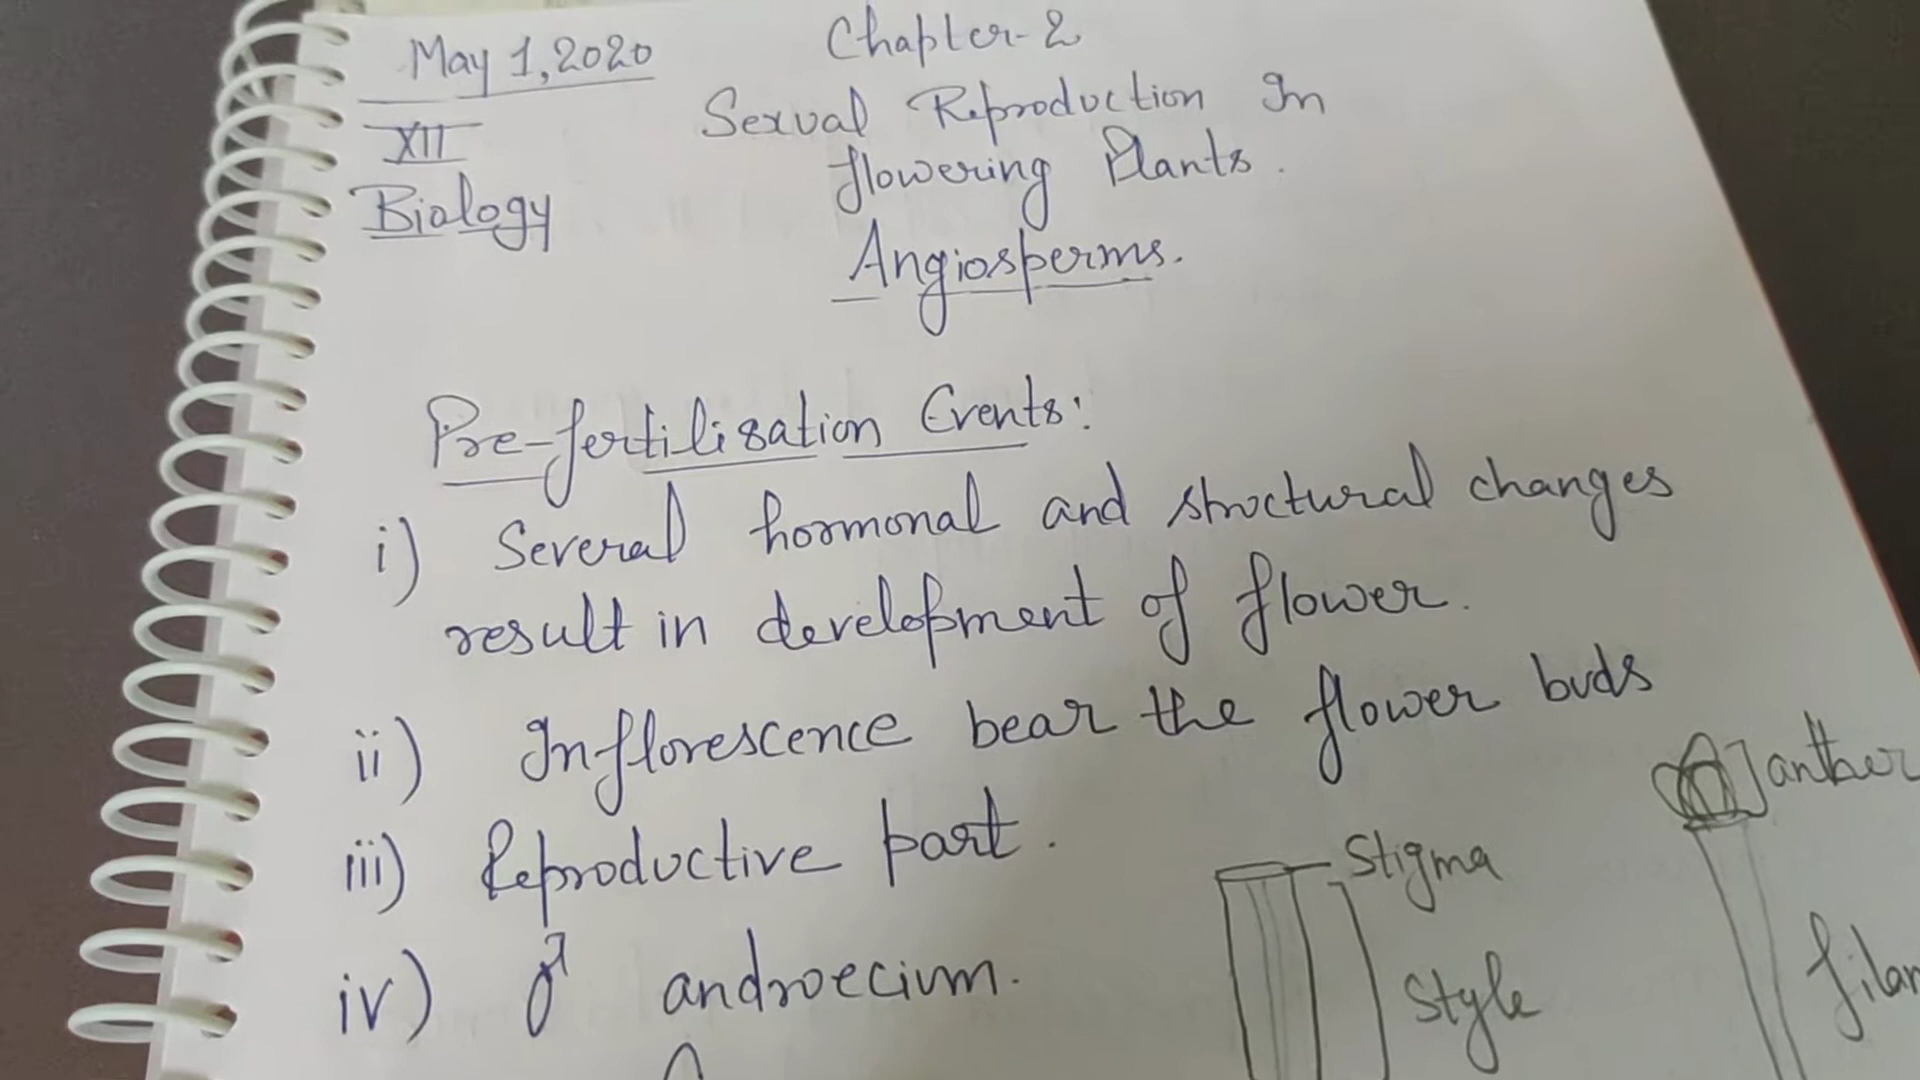 May 1, 2020
XII
Biology
Chapter-2
Sexual Reproduction In
flowering Plants.
Angiosperms.
Pre-fertilisation Events:
i) Several hormonal and structural changes
result in development of flower.
ii) Inflorescence bear the flower buds
iii) Reproductive part.
iv) ♂ androecium.
anther
Stigma
Style